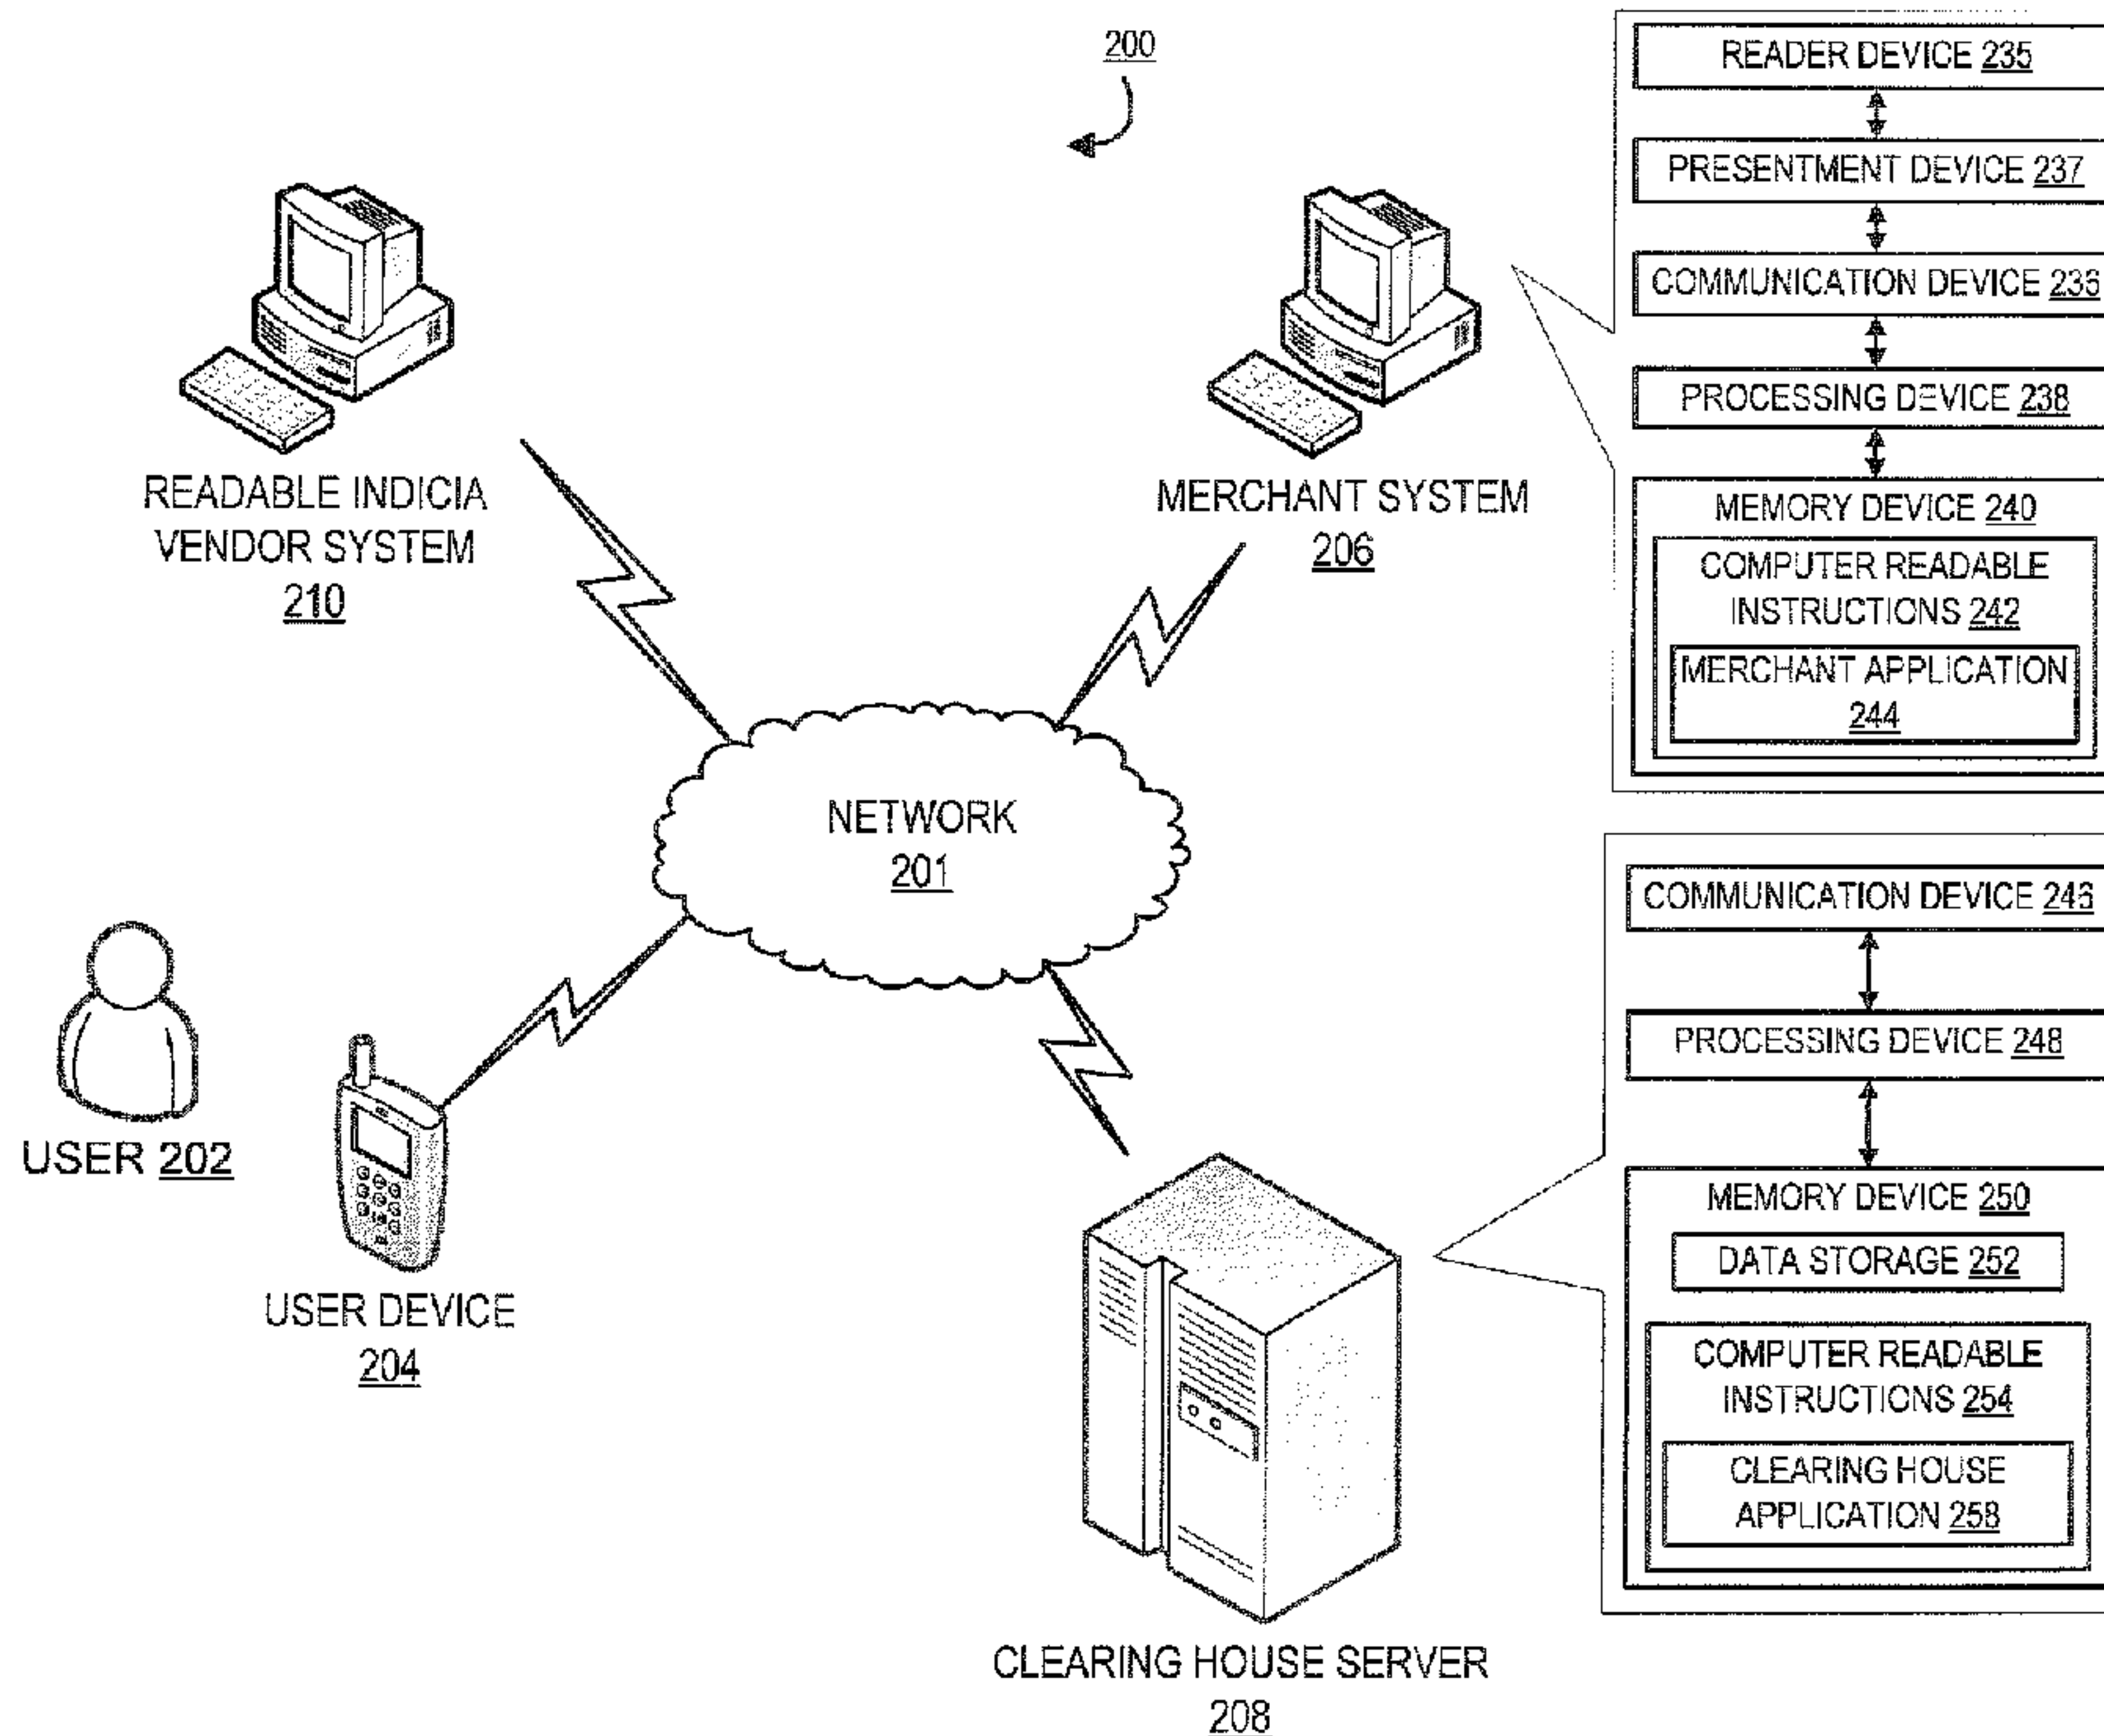 200
READABLE INDICIA
VENDOR SYSTEM
210
MERCHANT SYSTEM
206
READER DEVICE 235
PRESENTMENT DEVICE 237
COMMUNICATION DEVICE 236
PROCESSING DEVICE 238
MEMORY DEVICE 240
COMPUTER READABLE
INSTRUCTIONS 242
MERCHANT APPLICATION
244
NETWORK
201
USER 202
USER DEVICE
204
CLEARING HOUSE SERVER
208
COMMUNICATION DEVICE 246
PROCESSING DEVICE 248
MEMORY DEVICE 250
DATA STORAGE 252
COMPUTER READABLE
INSTRUCTIONS 254
CLEARING HOUSE
APPLICATION 258